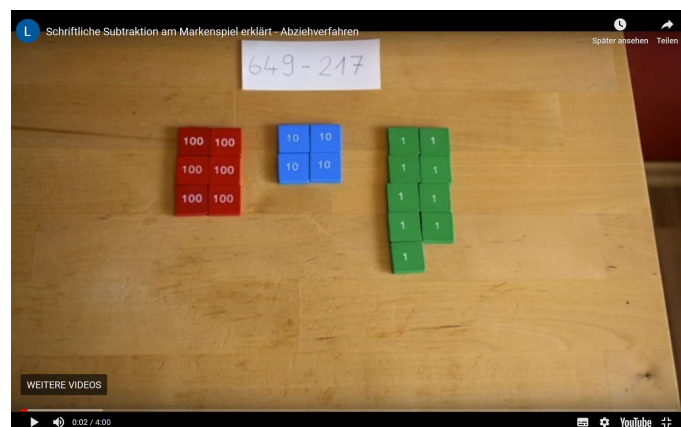 L Schriftliche Subtraktion am Markenspiel erklärt - Abziehverfahren
Später ansehen Teilen
649 - 217
100 100 10 10 1 1
100 100 10 10 1 1
100 100 1 1
1 1
1
WEITERE VIDEOS
0:02 / 4:00 YouTube